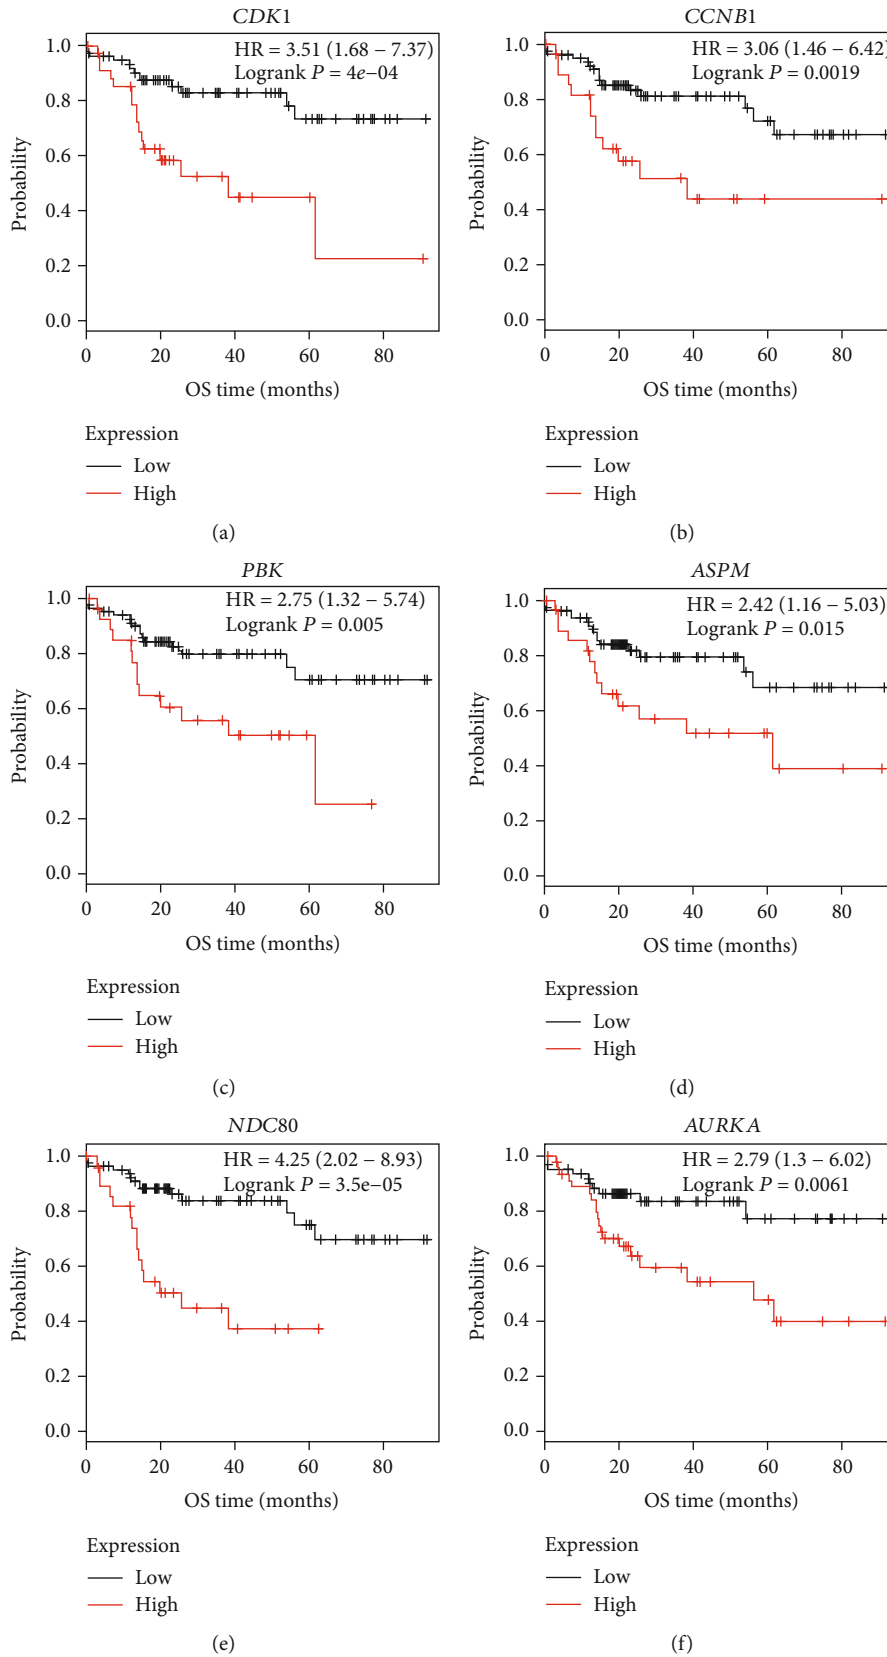 CDK1
HR = 3.51 (1.68 – 7.37)
Logrank P = 4e–04
1.0
0.8
0.6
0.4
0.2
0.0
Probability
0 20 40 60 80
OS time (months)
Expression
Low
High
(a)
CCNB1
HR = 3.06 (1.46 – 6.42)
Logrank P = 0.0019
1.0
0.8
0.6
0.4
0.2
0.0
Probability
0 20 40 60 80
OS time (months)
Expression
Low
High
(b)
PBK
HR = 2.75 (1.32 – 5.74)
Logrank P = 0.005
1.0
0.8
0.6
0.4
0.2
0.0
Probability
0 20 40 60 80
OS time (months)
Expression
Low
High
(c)
ASPM
HR = 2.42 (1.16 – 5.03)
Logrank P = 0.015
1.0
0.8
0.6
0.4
0.2
0.0
Probability
0 20 40 60 80
OS time (months)
Expression
Low
High
(d)
NDC80
HR = 4.25 (2.02 – 8.93)
Logrank P = 3.5e–05
1.0
0.8
0.6
0.4
0.2
0.0
Probability
0 20 40 60 80
OS time (months)
Expression
Low
High
(e)
AURKA
HR = 2.79 (1.3 – 6.02)
Logrank P = 0.0061
1.0
0.8
0.6
0.4
0.2
0.0
Probability
0 20 40 60 80
OS time (months)
Expression
Low
High
(f)